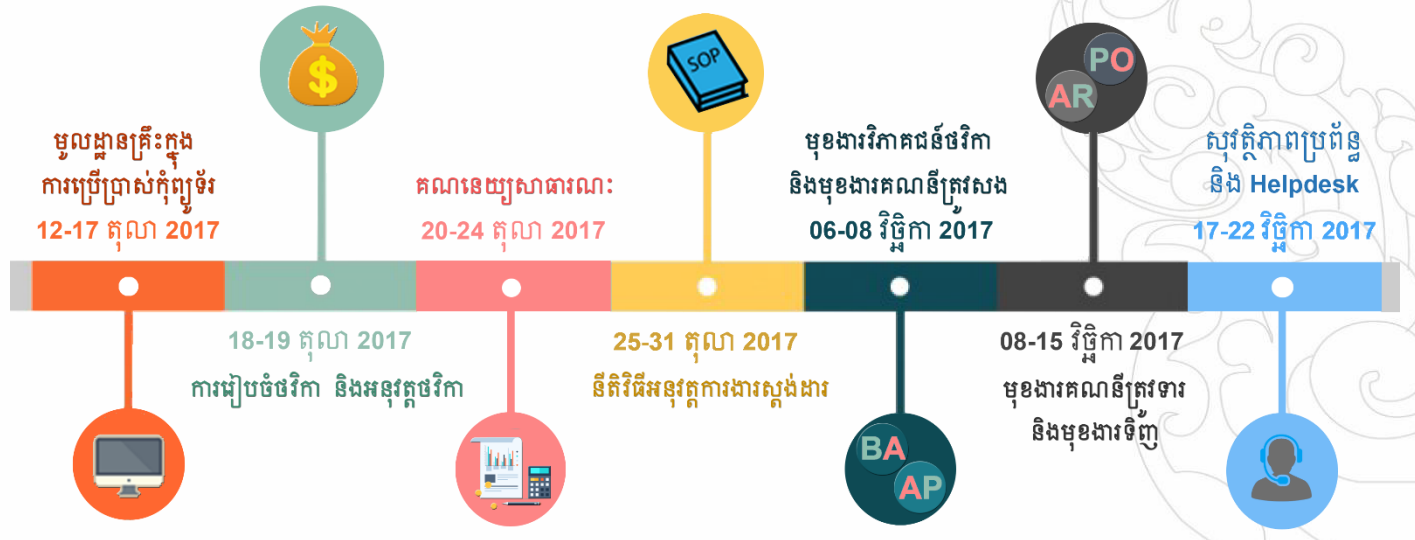 មូលដ្ឋានគ្រឹះក្នុង
ការប្រើប្រាស់កុំព្យូទ័រ
12-17 តុលា 2017
$
18-19 តុលា 2017
ការរៀបចំថវិកា និងអនុវត្តថវិកា
គណនេយ្យសាធារណៈ
20-24 តុលា 2017
SOP
25-31 តុលា 2017
នីតិវិធីអនុវត្តការងារស្តង់ដារ
មុខងារវិភាគជន៍ថវិកា
និងមុខងារគណនីត្រូវសង
06-08 វិច្ឆិកា 2017
BA
AP
PO
AR
08-15 វិច្ឆិកា 2017
មុខងារគណនីត្រូវទារ
និងមុខងារទិញ
សុវត្ថិភាពប្រព័ន្ធ
និង Helpdesk
17-22 វិច្ឆិកា 2017